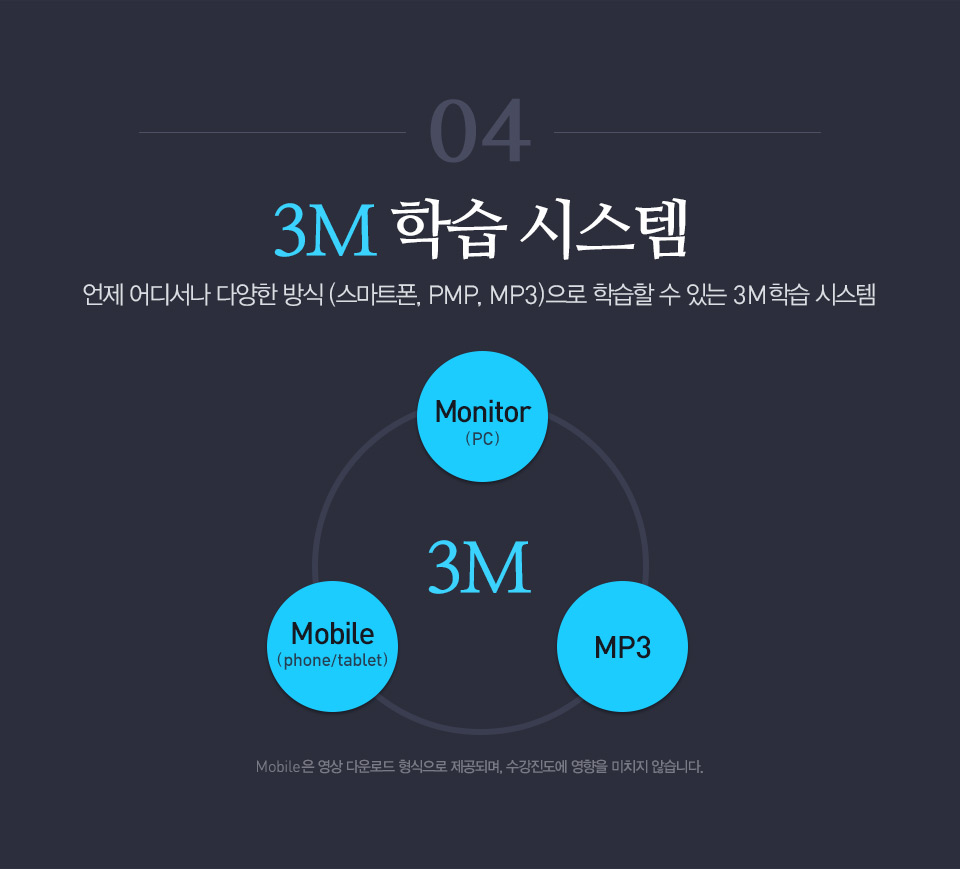 04
3M 학습 시스템
언제 어디서나 다양한 방식 (스마트폰, PMP, MP3)으로 학습할 수 있는 3M학습 시스템
Monitor
(PC)
3M
Mobile
(phone/tablet)
MP3
Mobile은 영상 다운로드 형식으로 제공되며, 수강진도에 영향을 미치지 않습니다.